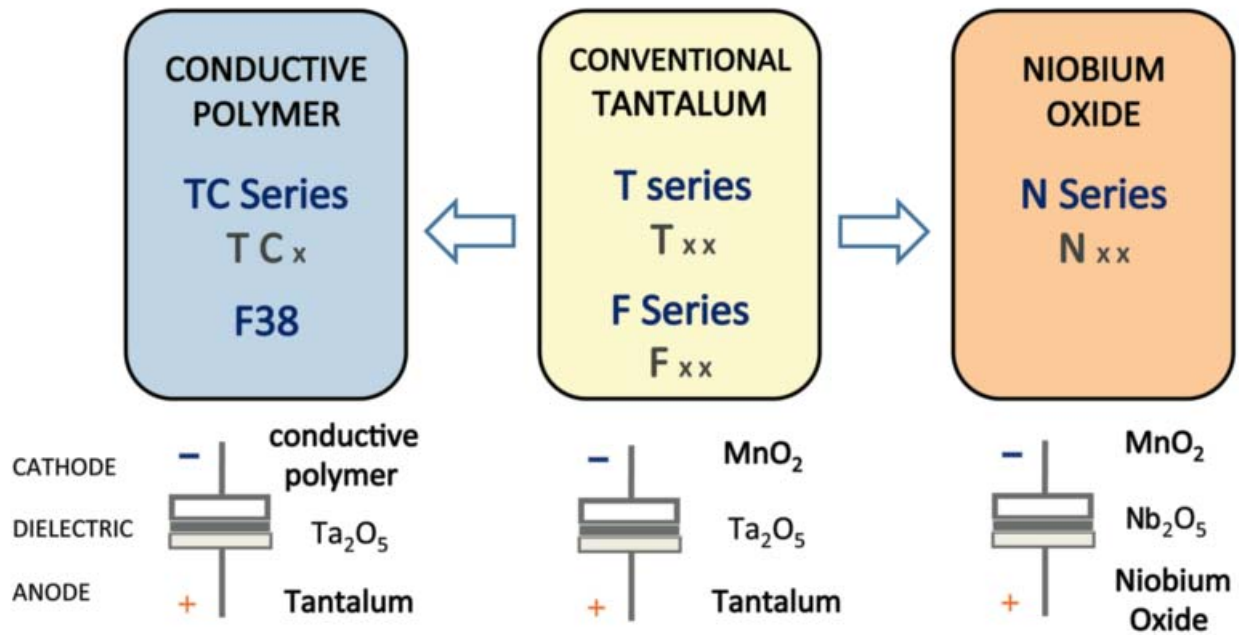 CONDUCTIVE
POLYMER
TC Series
T C x
F38
CONVENTIONAL
TANTALUM
T series
T x x
F Series
F x x
NIOBIUM
OXIDE
N Series
N x x
CATHODE
DIELECTRIC
ANODE
−
conductive
polymer
Ta₂O₅
+
Tantalum
−
MnO₂
Ta₂O₅
+
Tantalum
−
MnO₂
Nb₂O₅
+
Niobium
Oxide